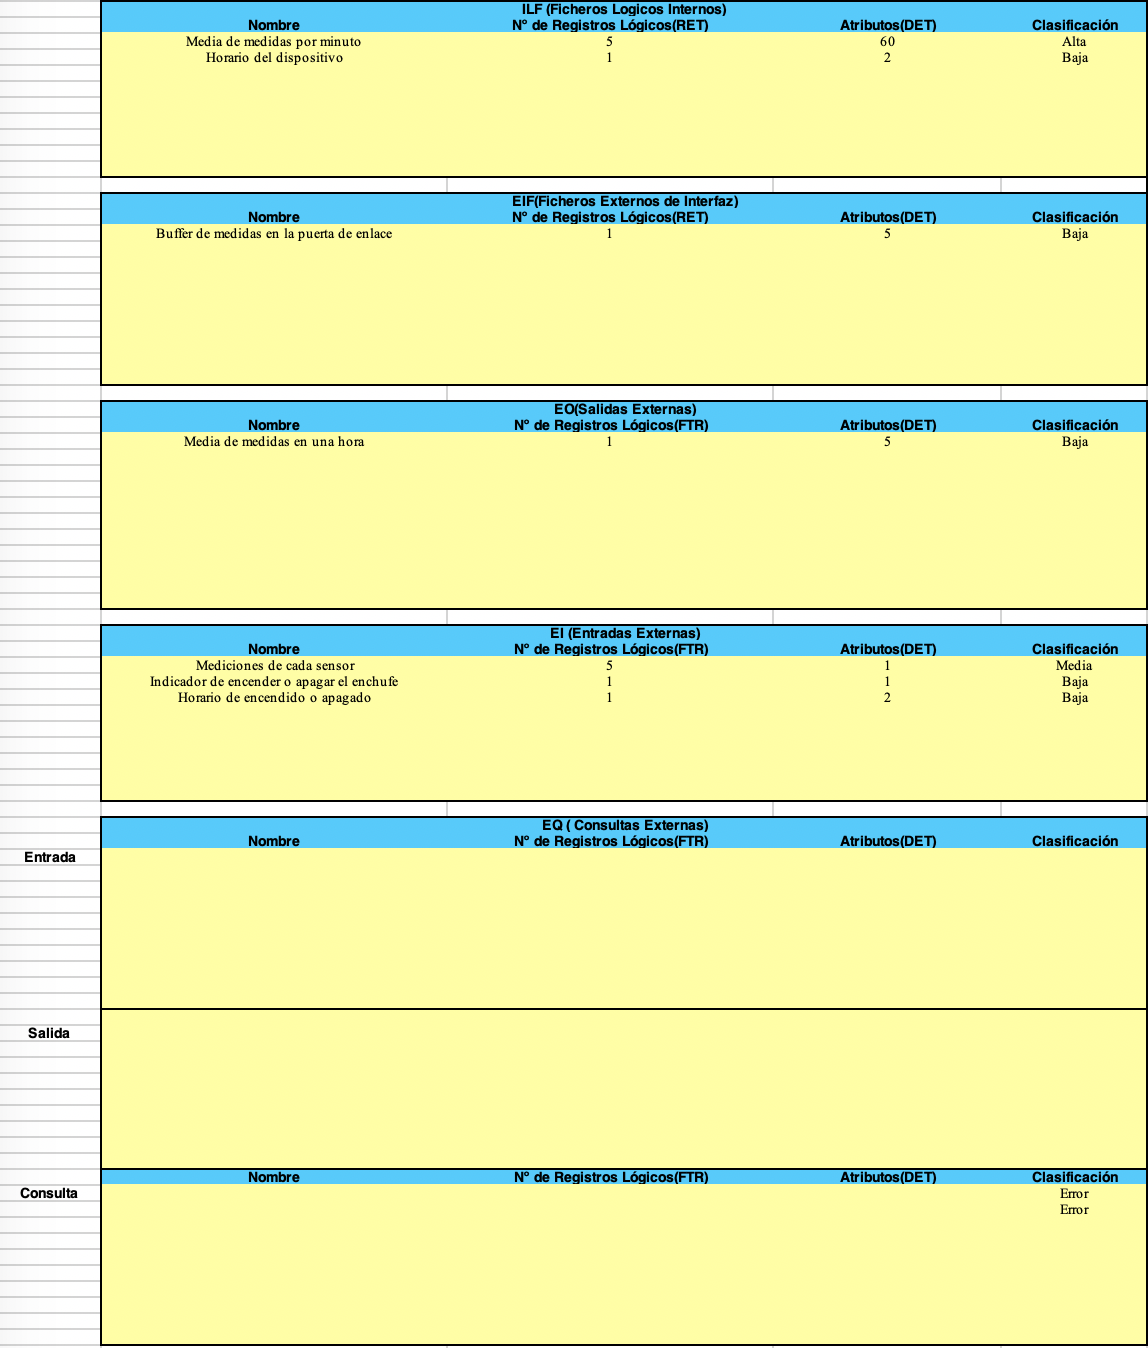 ILF (Ficheros Logicos Internos)
Nombre Nº de Registros Lógicos(RET) Atributos(DET) Clasificación
Media de medidas por minuto 5 60 Alta
Horario del dispositivo 1 2 Baja
EIF(Ficheros Externos de Interfaz)
Nombre Nº de Registros Lógicos(RET) Atributos(DET) Clasificación
Buffer de medidas en la puerta de enlace 1 5 Baja
EO(Salidas Externas)
Nombre Nº de Registros Lógicos(FTR) Atributos(DET) Clasificación
Media de medidas en una hora 1 5 Baja
EI (Entradas Externas)
Nombre Nº de Registros Lógicos(FTR) Atributos(DET) Clasificación
Mediciones de cada sensor 5 1 Media
Indicador de encender o apagar el enchufe 1 1 Baja
Horario de encendido o apagado 1 2 Baja
EQ ( Consultas Externas)
Nombre Nº de Registros Lógicos(FTR) Atributos(DET) Clasificación
Entrada
Salida
Nombre Nº de Registros Lógicos(FTR) Atributos(DET) Clasificación
Consulta Error
Error